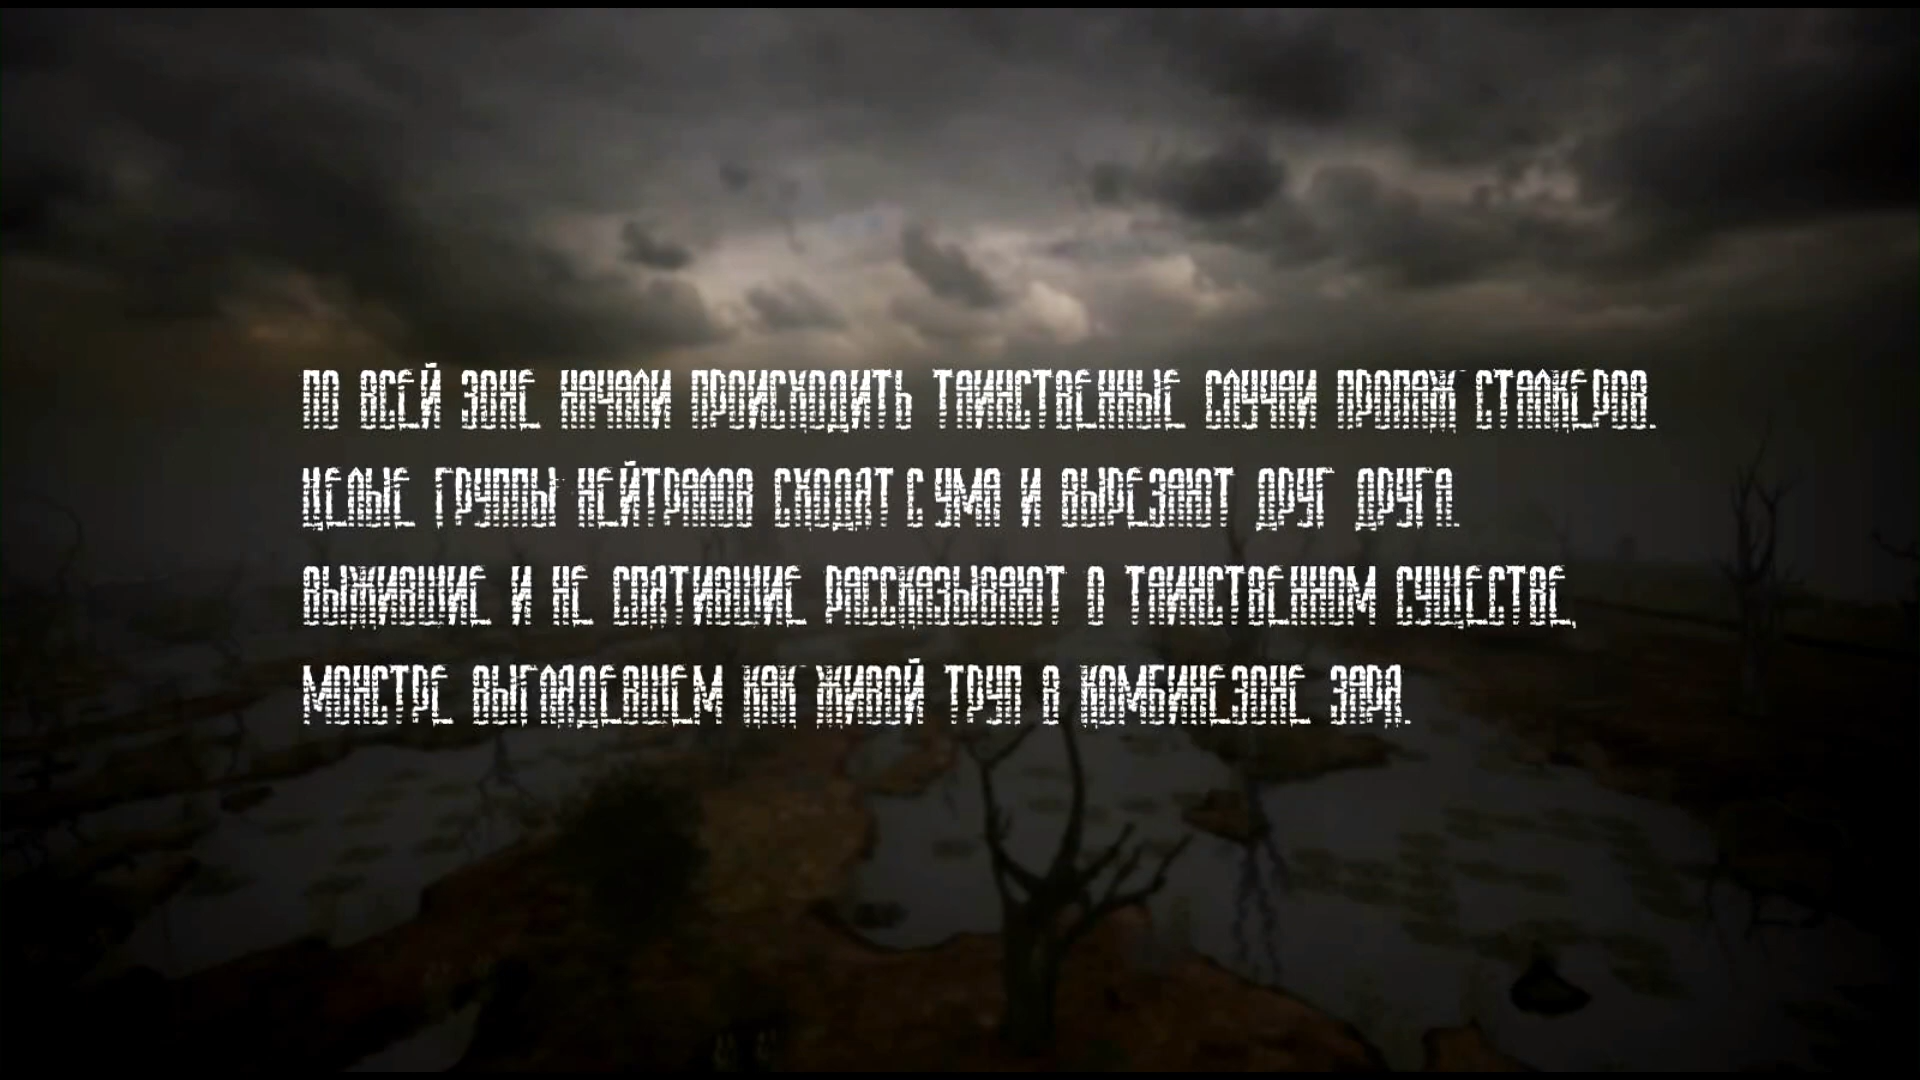 ПО ВСЕЙ ЗОНЕ НАЧАЛИ ПРОИСХОДИТЬ ТАИНСТВЕННЫЕ СЛУЧАИ ПРОПАЖ СТАЛКЕРОВ.
ЦЕЛЫЕ ГРУППЫ НЕЙТРАЛОВ СХОДЯТ С УМА И ВЫРЕЗАЮТ ДРУГ ДРУГА.
ВЫЖИВШИЕ И НЕ СПЯТИВШИЕ РАССКАЗЫВАЮТ О ТАИНСТВЕННОМ СУЩЕСТВЕ,
МОНСТРЕ ВЫГЛЯДЕВШЕМ КАК ЖИВОЙ ТРУП В КОМБИНЕЗОНЕ ЗАРЯ.